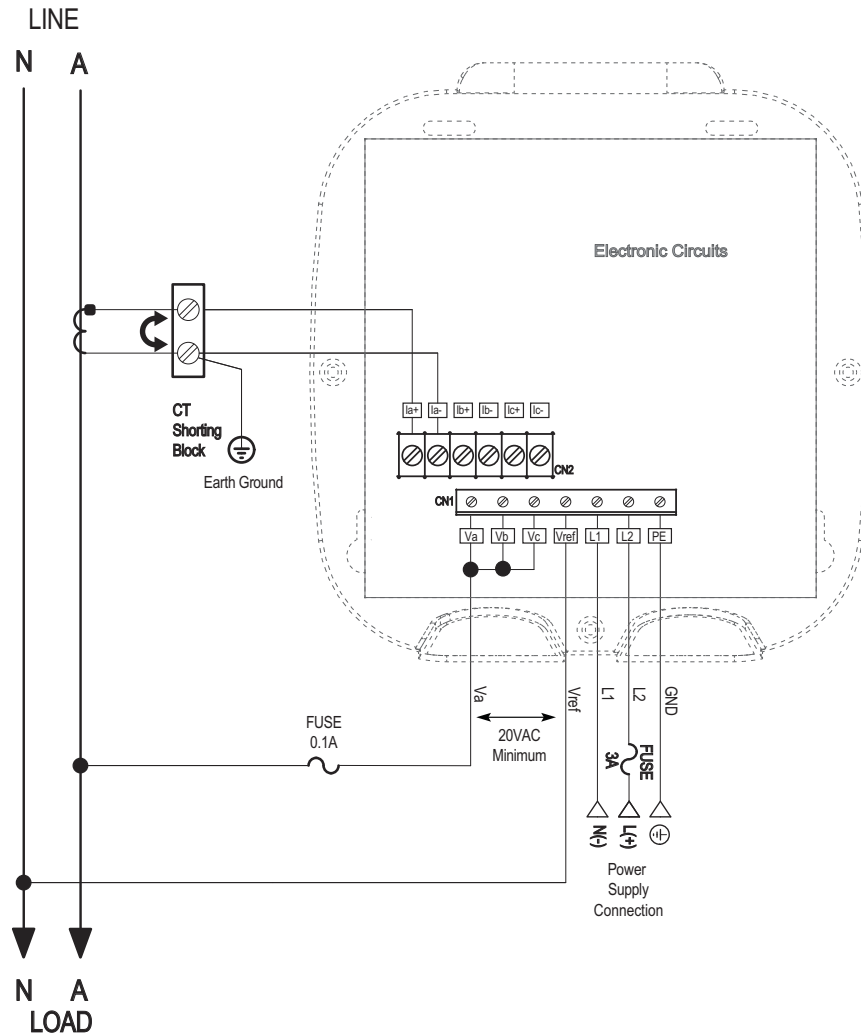 LINE
N A
Electronic Circuits
CT
Shorting
Block
Earth Ground
Ia+ Ia- Ib+ Ib- Ic+ Ic-
CN2
CN1
Va Vb Vc Vref L1 L2 PE
Va
Vref
L1
L2
GND
20VAC
Minimum
FUSE
0.1A
FUSE
3A
N(-)
L(+)
Power
Supply
Connection
N A
LOAD